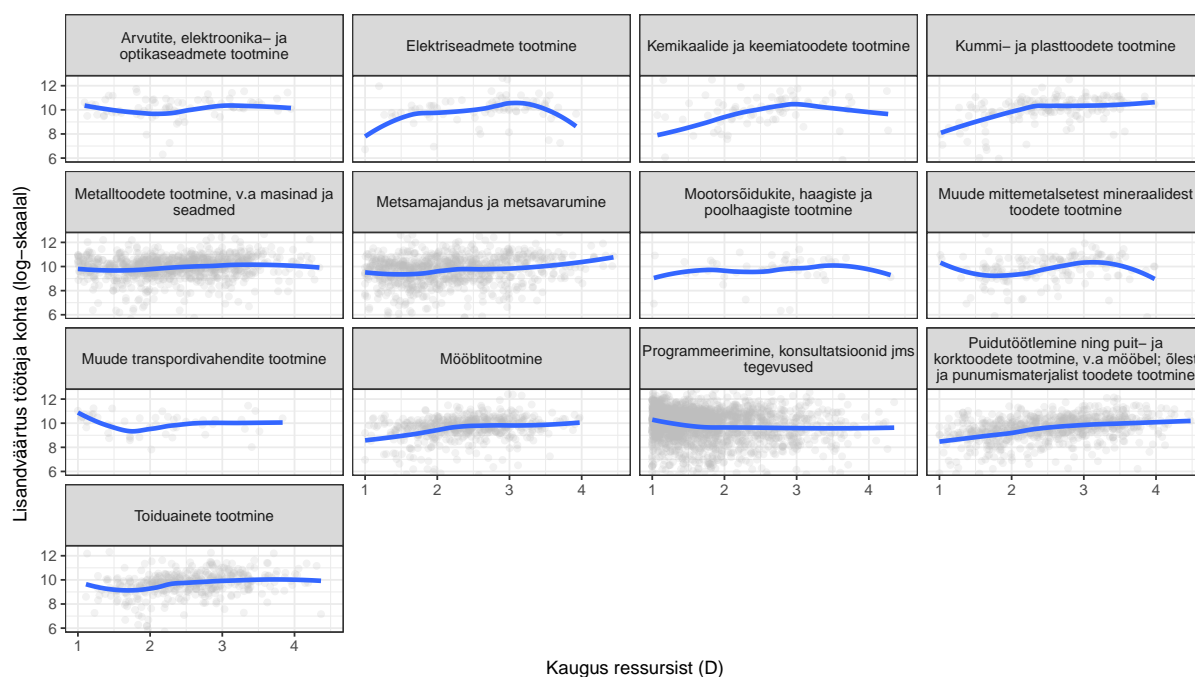 Arvutite, elektroonika– ja
optikaseadmete tootmine
Elektriseadmete tootmine
Kemikaalide ja keemiatoodete tootmine
Kummi– ja plasttoodete tootmine
12
10
8
6
Metalltoodete tootmine, v.a masinad ja
seadmed
Metsamajandus ja metsavarumine
Mootorsõidukite, haagiste ja
poolhaagiste tootmine
Muude mittemetalsetest mineraalidest
toodete tootmine
12
10
8
6
Muude transpordivahendite tootmine
Mööblitootmine
Programmeerimine, konsultatsioonid jms
tegevused
Puidutöötlemine ning puit– ja
korktoodete tootmine, v.a mööbel; õlest
ja punumismaterjalist toodete tootmine
12
10
8
6
1 2 3 4
1 2 3 4
1 2 3 4
Toiduainete tootmine
12
10
8
6
1 2 3 4
Kaugus ressursist (D)
Lisandväärtus töötaja kohta (log–skaalal)